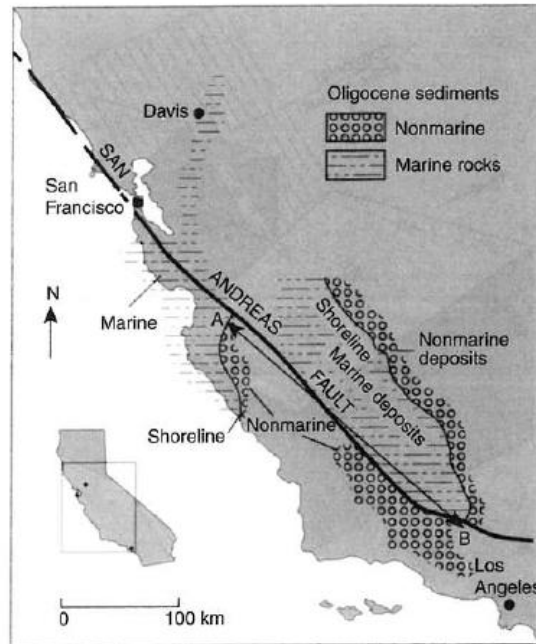 Oligocene sediments
Nonmarine
Marine rocks
Davis
SAN
San
Francisco
ANDREAS
FAULT
N
Marine
A
Shoreline
Marine deposits
Nonmarine
deposits
Nonmarine
Shoreline
B
Los
Angeles
0 100 km